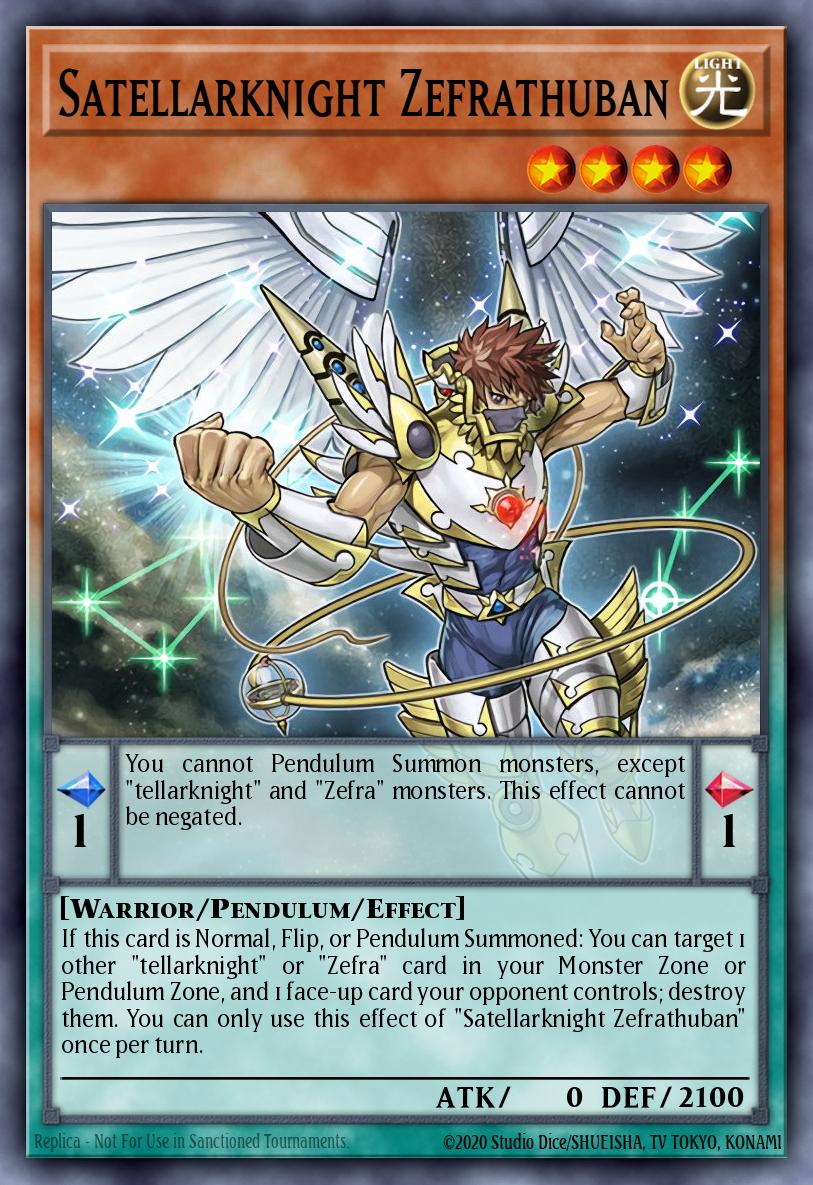 Satellarknight Zefrathuban
LIGHT
光
You cannot Pendulum Summon monsters, except
"tellarknight" and "Zefra" monsters. This effect cannot
be negated.
1
1
[Warrior/Pendulum/Effect]
If this card is Normal, Flip, or Pendulum Summoned: You can target 1
other "tellarknight" or "Zefra" card in your Monster Zone or
Pendulum Zone, and 1 face-up card your opponent controls; destroy
them. You can only use this effect of "Satellarknight Zefrathuban"
once per turn.
ATK/ 0 DEF/ 2100
Replica - Not For Use in Sanctioned Tournaments.
©2020 Studio Dice/SHUEISHA, TV TOKYO, KONAMI